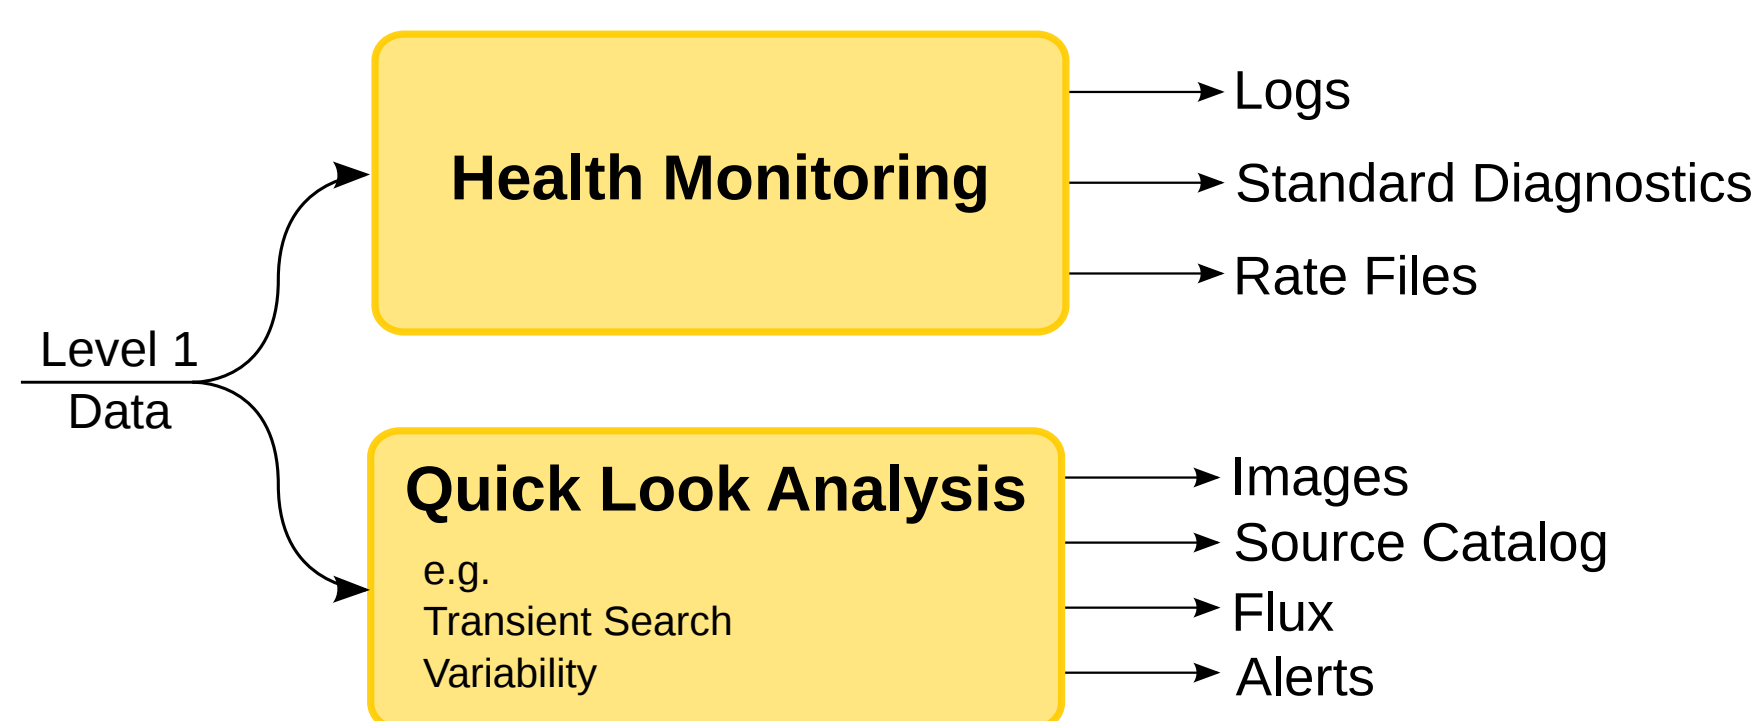 Level 1
Data
Health Monitoring
Logs
Standard Diagnostics
Rate Files
Quick Look Analysis
e.g.
Transient Search
Variability
Images
Source Catalog
Flux
Alerts